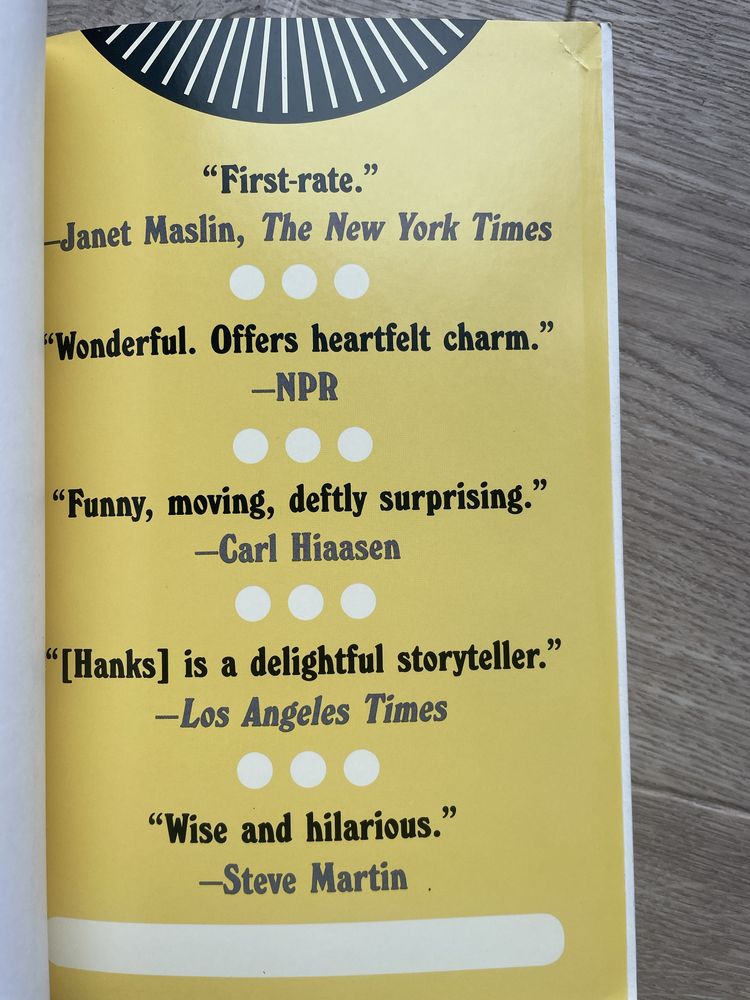 “First-rate.”
—Janet Maslin, The New York Times
“Wonderful. Offers heartfelt charm.”
—NPR
“Funny, moving, deftly surprising.”
—Carl Hiaasen
“[Hanks] is a delightful storyteller.”
—Los Angeles Times
“Wise and hilarious.”
—Steve Martin